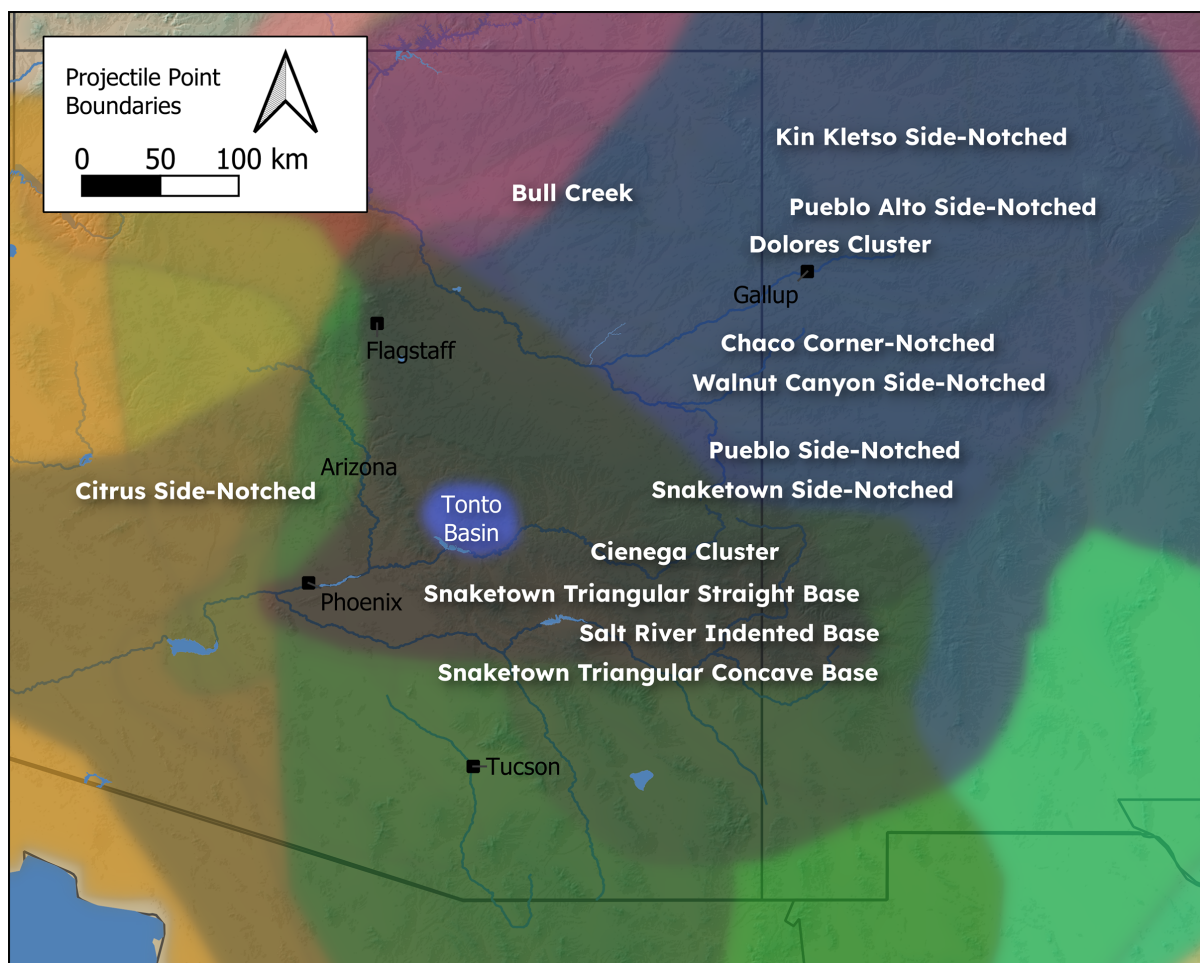 Projectile Point
Boundaries
0 50 100 km
Kin Kletso Side-Notched
Bull Creek
Pueblo Alto Side-Notched
Dolores Cluster
Gallup
Flagstaff
Chaco Corner-Notched
Walnut Canyon Side-Notched
Pueblo Side-Notched
Arizona
Citrus Side-Notched
Snaketown Side-Notched
Tonto
Basin
Cienega Cluster
Phoenix
Snaketown Triangular Straight Base
Salt River Indented Base
Snaketown Triangular Concave Base
Tucson